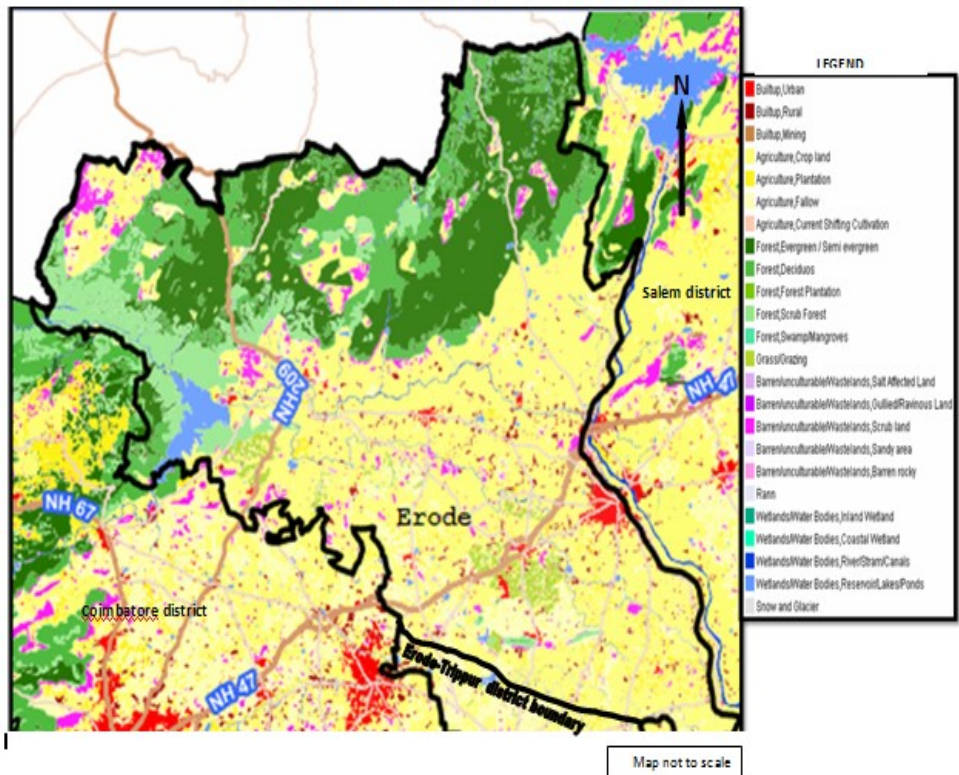 LEGEND
N
Builtup,Urban
Builtup,Rural
Builtup,Mining
Agriculture,Crop land
Agriculture,Plantation
Agriculture,Fallow
Agriculture,Current Shifting Cultivation
Forest,Evergreen / Semi evergreen
Forest,Deciduos
Forest,Forest Plantation
Forest,Scrub Forest
Forest,Swamp/Mangroves
Grass/Grazing
Barren/unculturable/Wastelands,Salt Affected Land
Barren/unculturable/Wastelands,Gullied/Ravinous Land
Barren/unculturable/Wastelands,Scrub land
Barren/unculturable/Wastelands,Sandy area
Barren/unculturable/Wastelands,Barren rocky
Rann
Wetlands/Water Bodies,Inland Wetland
Wetlands/Water Bodies,Coastal Wetland
Wetlands/Water Bodies,River/Stram/Canals
Wetlands/Water Bodies,Reservoir/Lakes/Ponds
Snow and Glacier
Salem district
NH209
NH 47
NH 67
Erode
Coimbatore district
NH 47
Erode-Trippur district boundary
Map not to scale